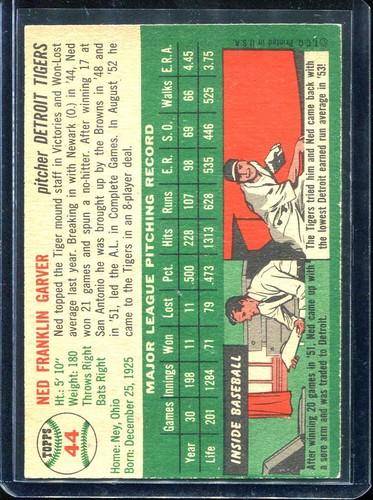 TOPPS
44
NED FRANKLIN GARVER
pitcher DETROIT TIGERS
Ht.: 5' 10"
Weight: 180
Throws Right
Bats Right
Home: Ney, Ohio
Born: December 25, 1925
Ned topped the Tiger mound staff in Victories and Won-Lost
average last year. Breaking in with Newark, (O.) in '44, Ned
won 21 games and spun a no-hitter. After winning 17 at
San Antonio he was brought up by the Browns in '48 and
in '51, led the A.L. in Complete Games. In August '52 he
came to the Tigers in an 8-player deal.
MAJOR LEAGUE PITCHING RECORD
Games Innings Won Lost Pct. Hits Runs E.R. S.O. Walks E.R.A.
Year 30 198 11 11 .500 228 107 98 69 66 4.45
Life 201 1284 71 79 .473 1313 628 535 446 525 3.75
INSIDE BASEBALL
After winning 20 games in '51, Ned came up with
a sore arm and was traded to Detroit.
The Tigers tried him and Ned came back with
the lowest Detroit earned run average in '53!
© T.C.G. PRINTED IN U.S.A.